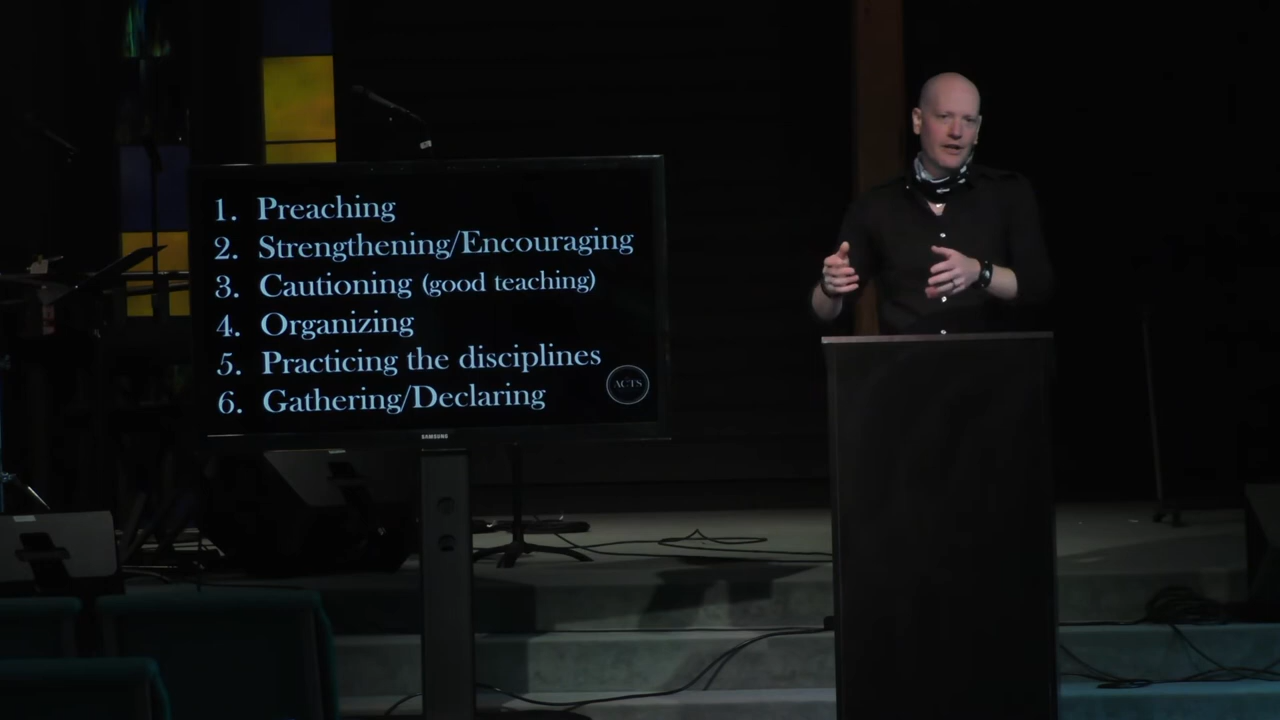 1. Preaching
2. Strengthening/Encouraging
3. Cautioning (good teaching)
4. Organizing
5. Practicing the disciplines
6. Gathering/Declaring
ACTS
SAMSUNG